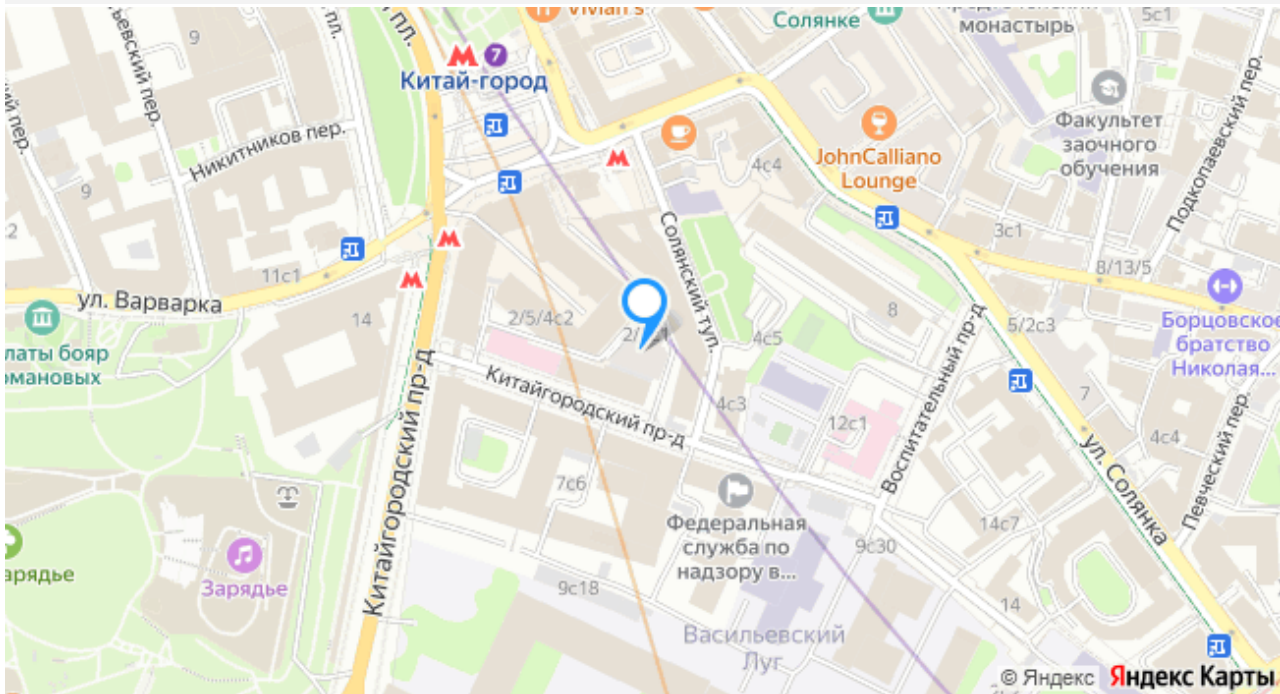 Vivian's
Солянке
монастырь
5с1
9
пл.
7
Китай-город
Никитников пер.
Факультет
заочного
обучения
JohnCalliano
Lounge
4с4
Подкопаевский пер.
9
Солянский туп.
3с1
8/13/5
11с1
ул. Варварка
14
2/5/4с2
8
5/2с3
Борцовское
братство
Николая...
4с5
Китайгородский пр-д
Воспитательный пр-д
7
4с3
12с1
4с4
Китайгородский пр-д
ул. Солянка
Певческий пер.
7с6
Федеральная
служба по
надзору в...
14с7
9с30
Зарядье
9с18
14
Васильевский
Луг
© Яндекс Яндекс Карты